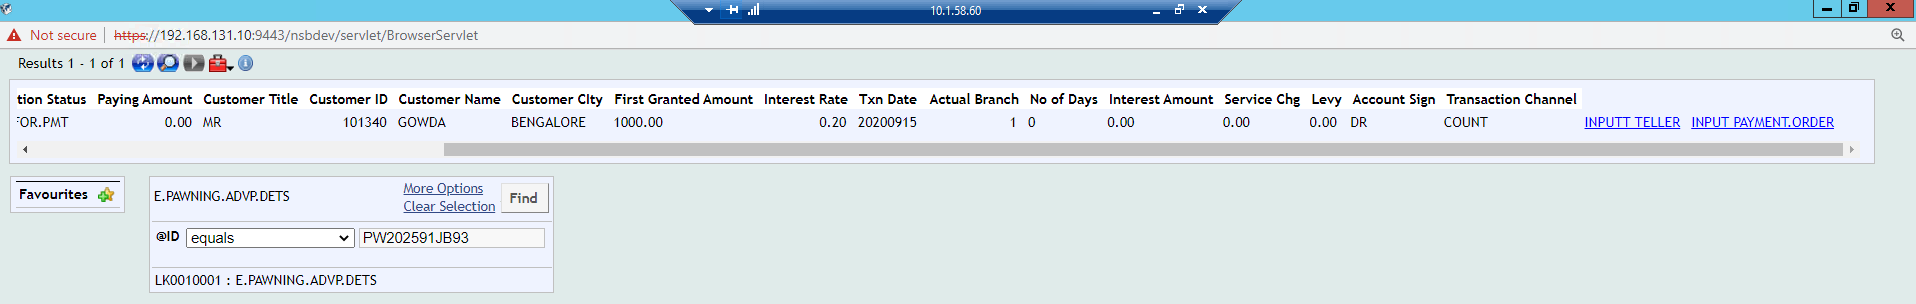 10.1.58.60
Not secure https://192.168.131.10:9443/nsbdev/servlet/BrowserServlet
Results 1 - 1 of 1
tion Status Paying Amount Customer Title Customer ID Customer Name Customer CIty First Granted Amount Interest Rate Txn Date Actual Branch No of Days Interest Amount Service Chg Levy Account Sign Transaction Channel
FOR.PMT 0.00 MR 101340 GOWDA BENGALORE 1000.00 0.20 20200915 1 0 0.00 0.00 0.00 DR COUNT INPUTT TELLER INPUT PAYMENT.ORDER
Favourites
E.PAWNING.ADVP.DETS
More Options
Clear Selection
Find
@ID equals PW202591JB93
LK0010001 : E.PAWNING.ADVP.DETS